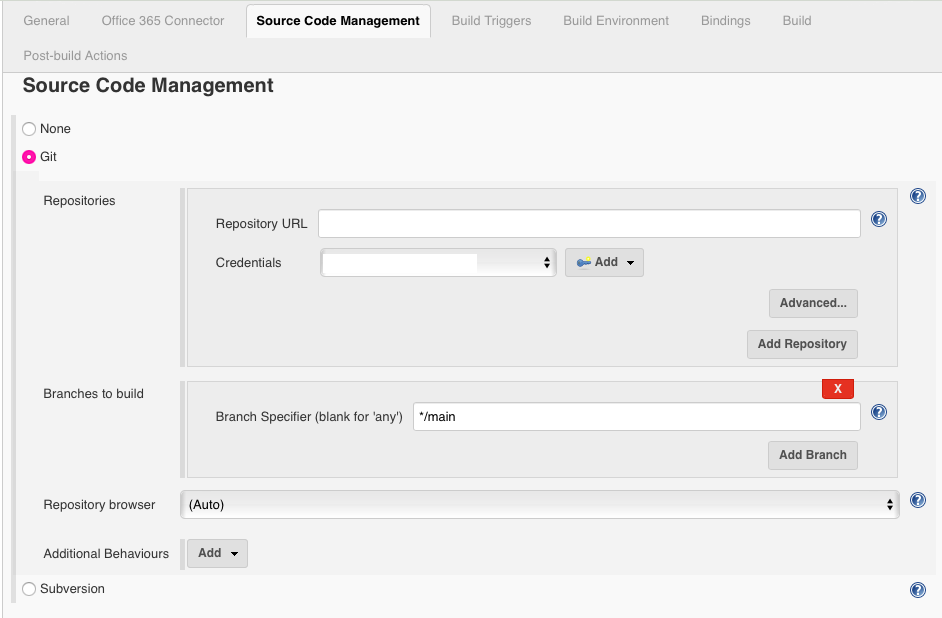 General Office 365 Connector Source Code Management Build Triggers Build Environment Bindings Build
Post-build Actions
Source Code Management
None
Git
Repositories
Repository URL
Credentials
Add
Advanced...
Add Repository
Branches to build
X
Branch Specifier (blank for 'any') */main
Add Branch
Repository browser (Auto)
Additional Behaviours Add
Subversion